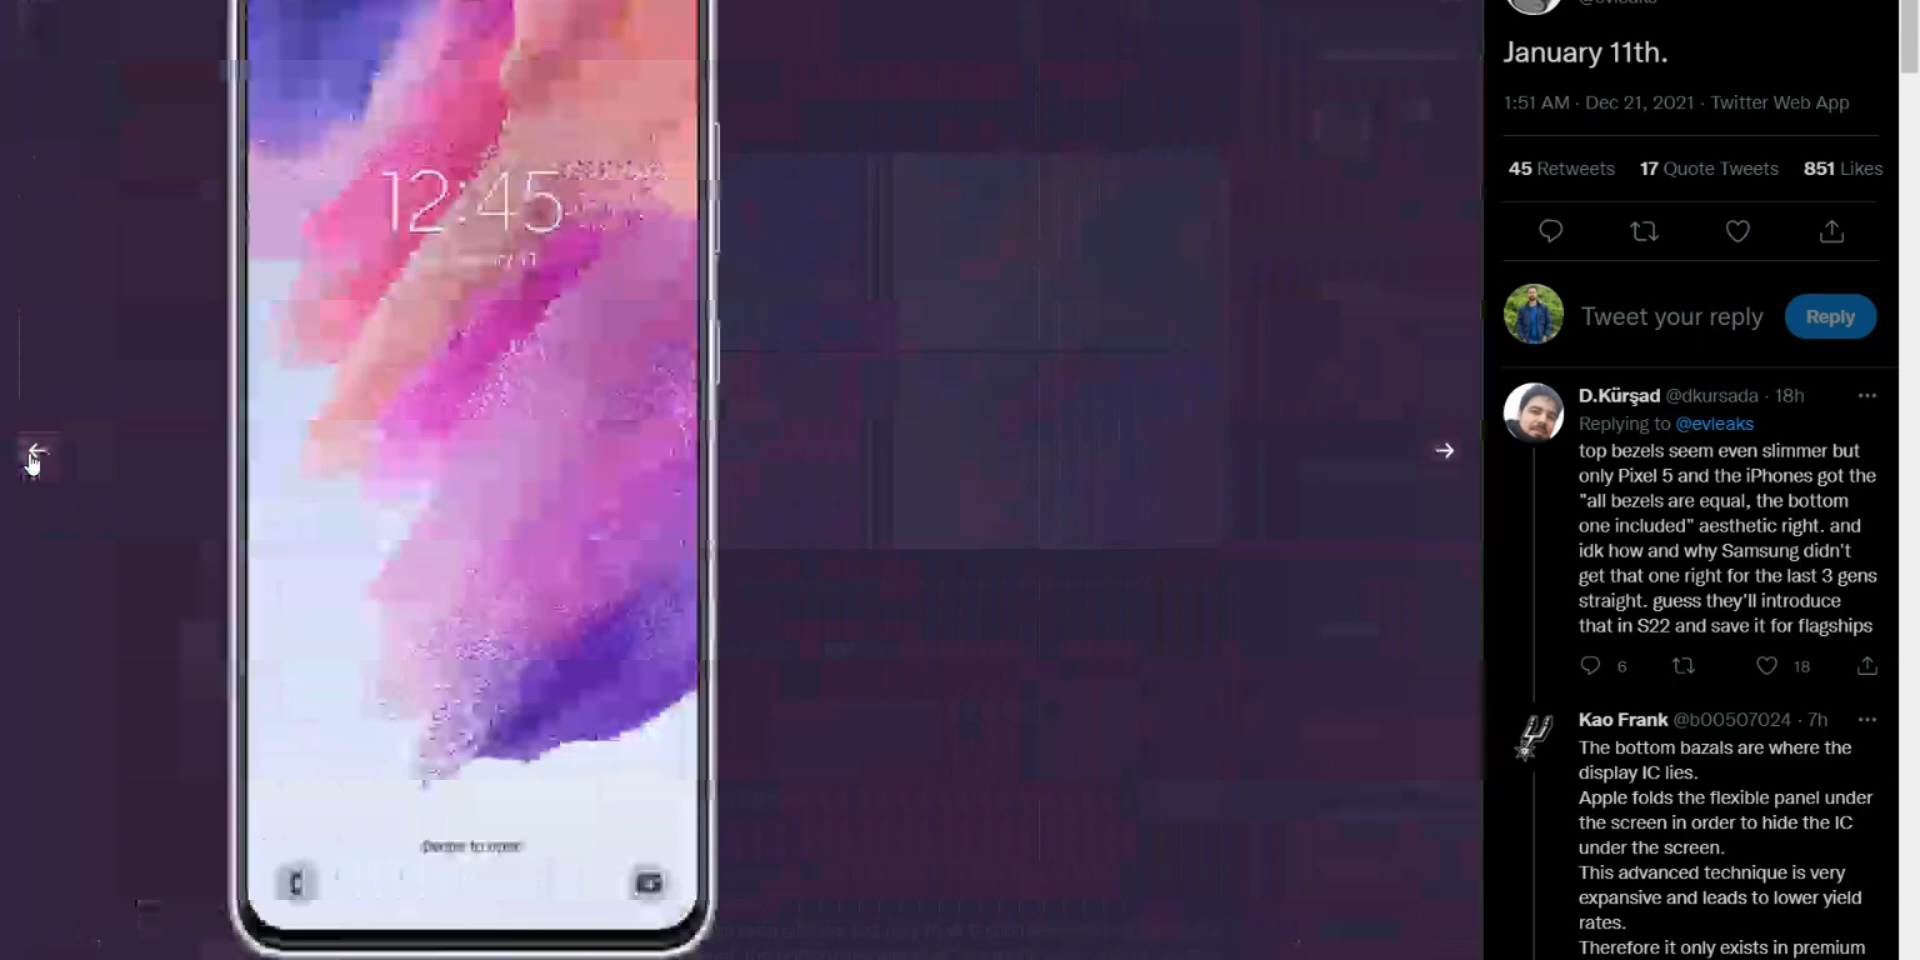 12:45
@evleaks
January 11th.
1:51 AM · Dec 21, 2021 · Twitter Web App
45 Retweets 17 Quote Tweets 851 Likes
Tweet your reply
Reply
D.Kürşad @dkursada · 18h
Replying to @evleaks
top bezels seem even slimmer but
only Pixel 5 and the iPhones got the
"all bezels are equal, the bottom
one included" aesthetic right. and
idk how and why Samsung didn't
get that one right for the last 3 gens
straight. guess they'll introduce
that in S22 and save it for flagships
6 18
Kao Frank @b00507024 · 7h
The bottom bazals are where the
display IC lies.
Apple folds the flexible panel under
the screen in order to hide the IC
under the screen.
This advanced technique is very
expansive and leads to lower yield
rates.
Therefore it only exists in premium